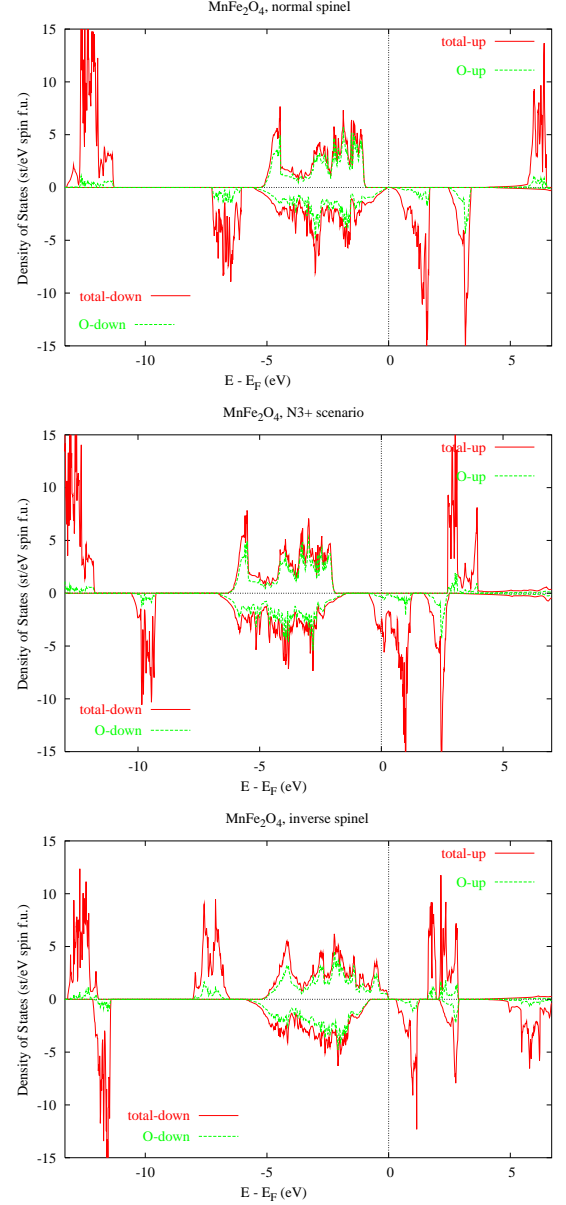 MnFe2O4, normal spinel
15
10
5
0
-5
-10
-15
-10
-5
0
5
Density of States (st/eV spin f.u.)
E - EF (eV)
total-up
O-up
total-down
O-down
MnFe2O4, N3+ scenario
15
10
5
0
-5
-10
-15
-10
-5
0
5
Density of States (st/eV spin f.u.)
E - EF (eV)
total-up
O-up
total-down
O-down
MnFe2O4, inverse spinel
15
10
5
0
-5
-10
-15
-10
-5
0
5
Density of States (st/eV spin f.u.)
E - EF (eV)
total-up
O-up
total-down
O-down